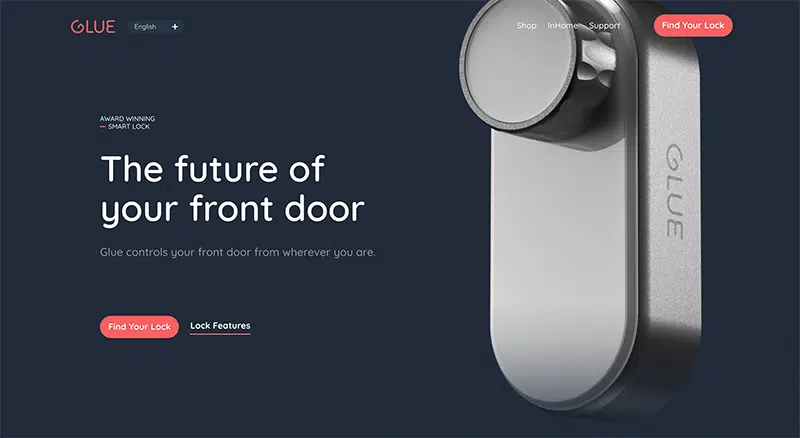 GLUE
English +
Shop InHome Support Find Your Lock
AWARD WINNING
— SMART LOCK
The future of
your front door
Glue controls your front door from wherever you are.
Find Your Lock Lock Features
GLUE